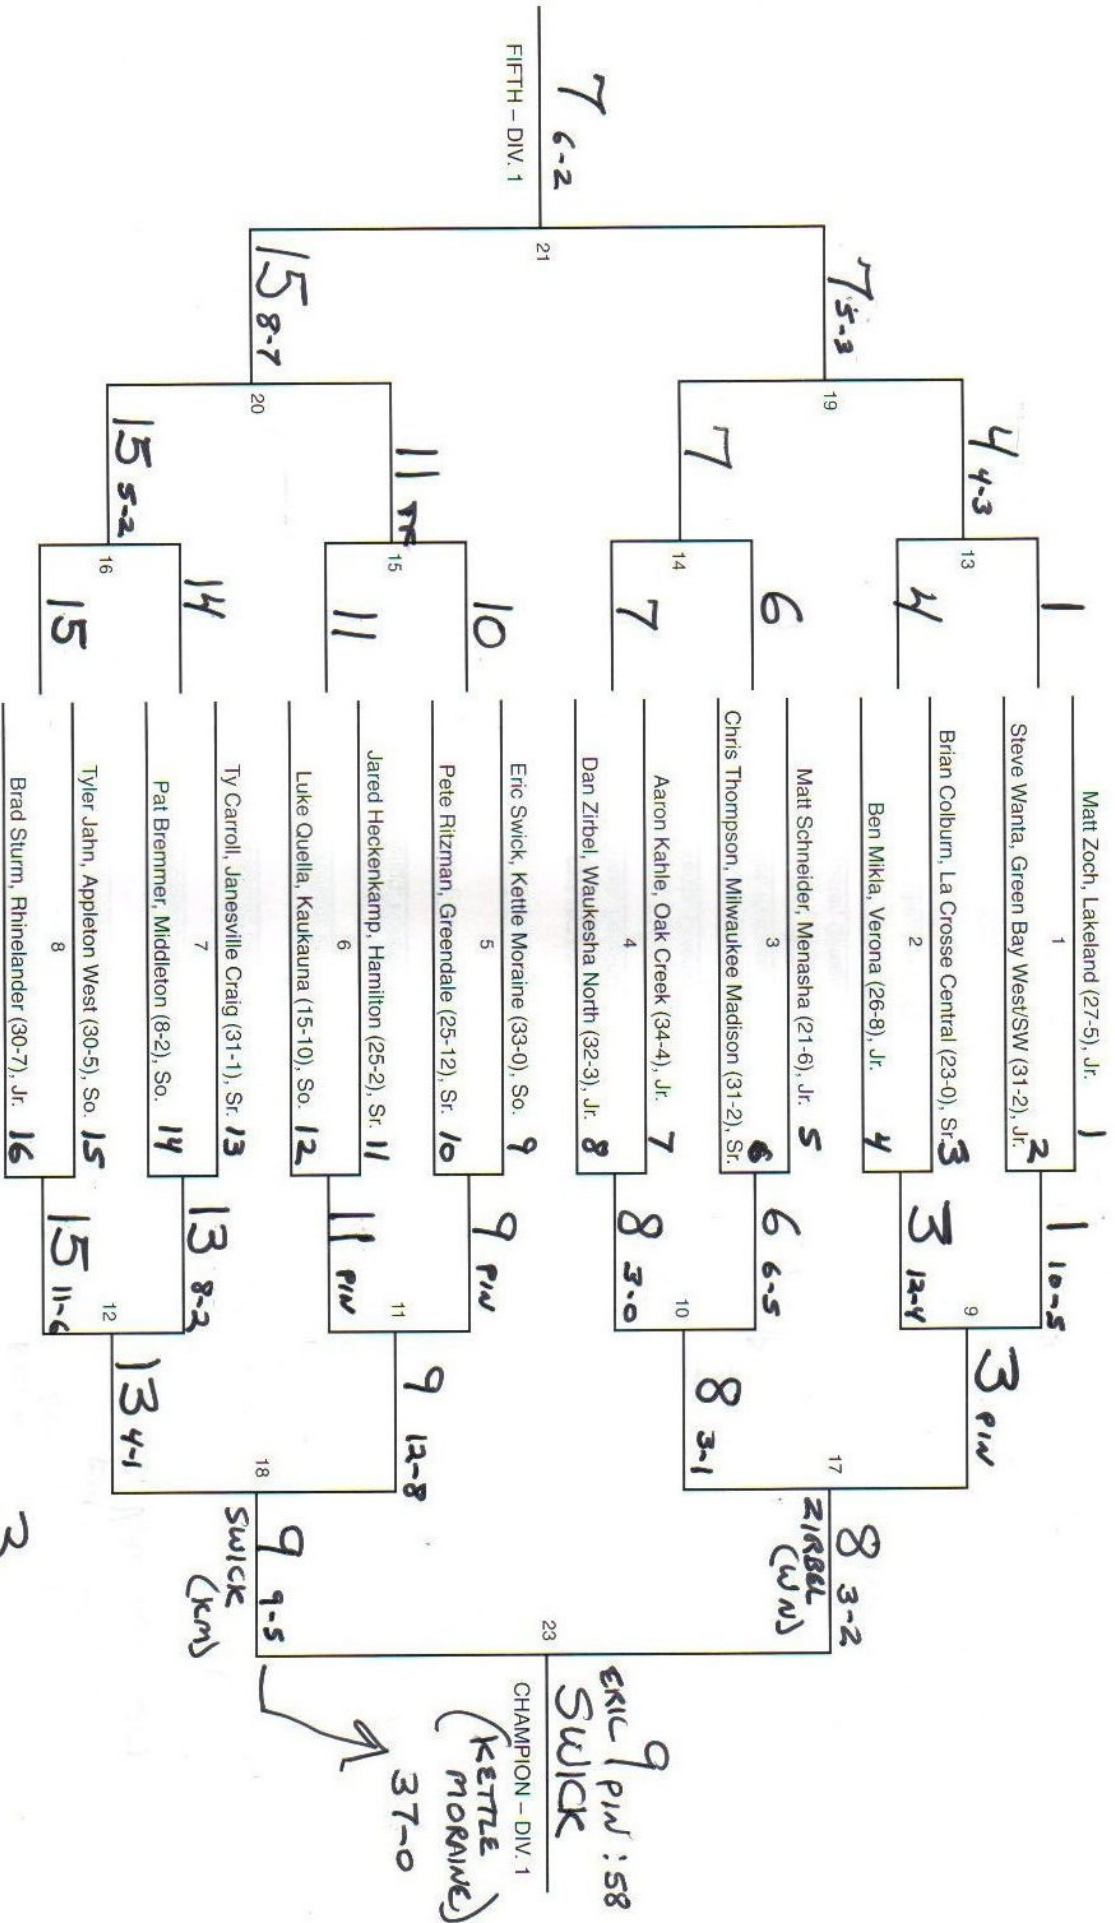 7 6-2
FIFTH – DIV. 1
21
7 5-3
15 8-7
19
20
4 4-3
7
11 TF
15 5-2
13
14
15
16
1
4
6
7
10
11
14
15
Matt Zoch, Lakeland (27-5), Jr. 1
1
Steve Wanta, Green Bay West/SW (31-2), Jr. 2
Brian Colburn, La Crosse Central (23-0), Sr. 3
2
Ben Mikla, Verona (26-8), Jr. 4
Matt Schneider, Menasha (21-6), Jr. 5
3
Chris Thompson, Milwaukee Madison (31-2), Sr. 6
Aaron Kahle, Oak Creek (34-4), Jr. 7
4
Dan Zirbel, Waukesha North (32-3), Jr. 8
Eric Swick, Kettle Moraine (33-0), So. 9
5
Pete Ritzman, Greendale (25-12), Sr. 10
Jared Heckenkamp, Hamilton (25-2), Sr. 11
6
Luke Quella, Kaukauna (15-10), So. 12
Ty Carroll, Janesville Craig (31-1), Sr. 13
7
Pat Bremmer, Middleton (8-2), So. 14
Tyler Jahn, Appleton West (30-5), So. 15
8
Brad Sturm, Rhinelander (30-7), Jr. 16
1 10-5
3 12-4
6 6-5
8 3-0
9 PIN
11 PIN
13 8-2
15 11-6
9
10
11
12
3 PIN
8 3-1
9 12-8
13 4-1
17
18
8 3-2
ZIRBEL
(WN)
9 9-5
SWICK
(KM)
23
9 PIN :58
ERIC
SWICK
CHAMPION – DIV. 1
(KETTLE
MORAINE)
37-0
3